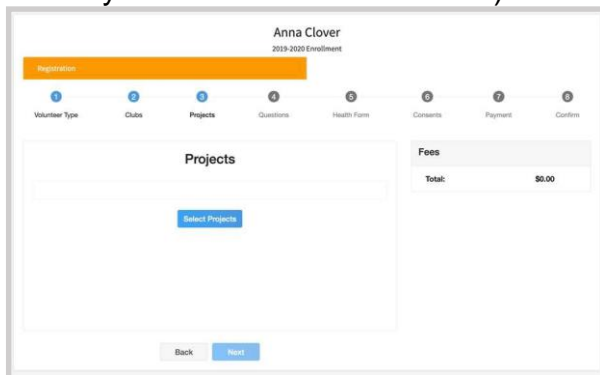 Anna Clover
2019-2020 Enrollment
Registration
1 2 3 4 5 6 7 8
Volunteer Type Clubs Projects Questions Health Form Consents Payment Confirm
Projects
Select Projects
Fees
Total: $0.00
Back Next